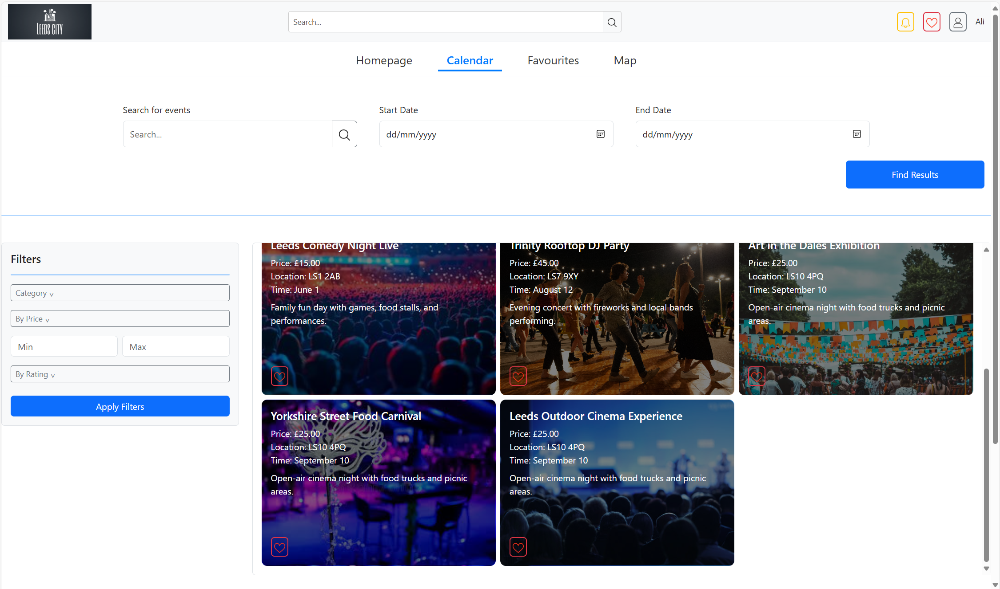 LEEDS CITY
Search...
Ali
Homepage
Calendar
Favourites
Map
Search for events
Start Date
End Date
Search...
dd/mm/yyyy
dd/mm/yyyy
Find Results
Filters
Category v
By Price v
Min
Max
By Rating v
Apply Filters
Leeds Comedy Night Live
Price: £15.00
Location: LS1 2AB
Time: June 1
Family fun day with games, food stalls, and
performances.
Trinity Rooftop DJ Party
Price: £45.00
Location: LS7 9XY
Time: August 12
Evening concert with fireworks and local bands
performing.
Art in the Dales Exhibition
Price: £25.00
Location: LS10 4PQ
Time: September 10
Open-air cinema night with food trucks and picnic
areas.
Yorkshire Street Food Carnival
Price: £25.00
Location: LS10 4PQ
Time: September 10
Open-air cinema night with food trucks and picnic
areas.
Leeds Outdoor Cinema Experience
Price: £25.00
Location: LS10 4PQ
Time: September 10
Open-air cinema night with food trucks and picnic
areas.